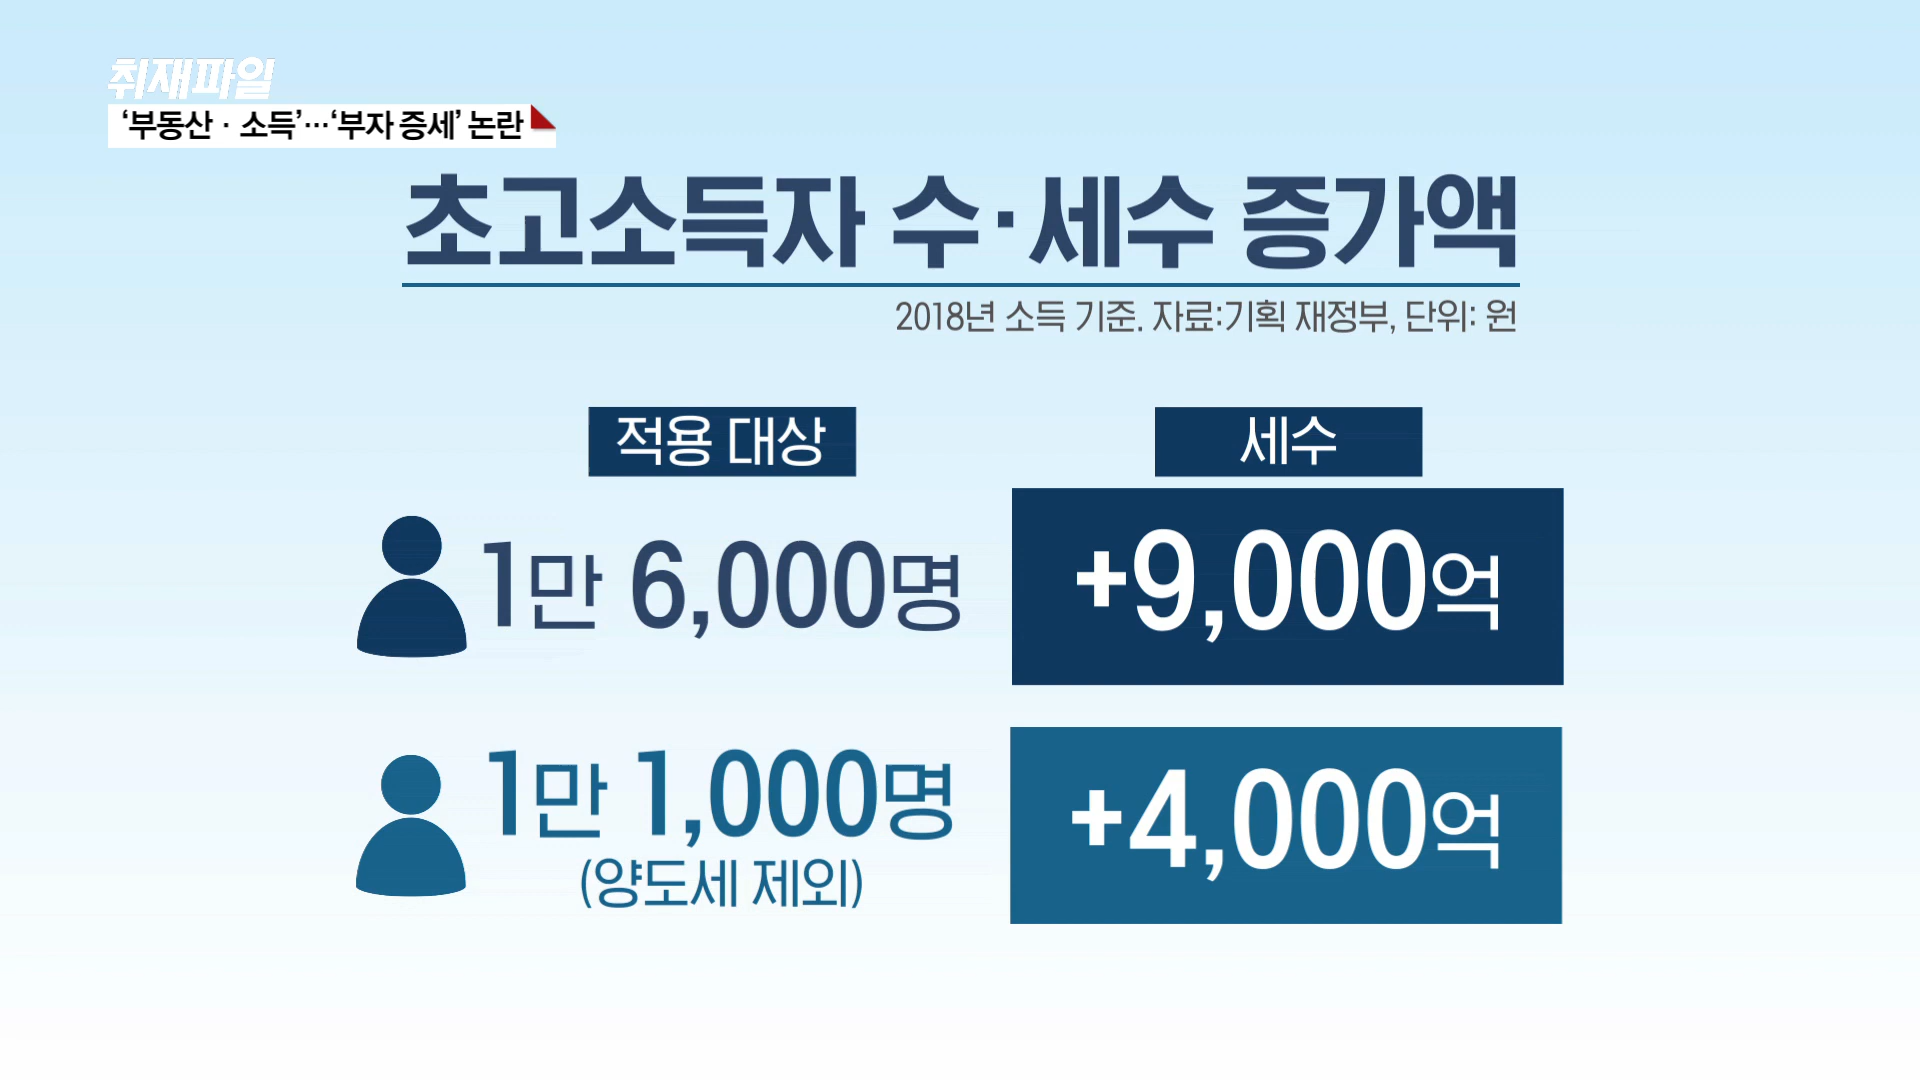 취재파일
‘부동산 · 소득’…‘부자 증세’ 논란
초고소득자 수·세수 증가액
2018년 소득 기준. 자료:기획 재정부, 단위: 원
적용 대상
세수
1만 6,000명
+9,000억
1만 1,000명
(양도세 제외)
+4,000억